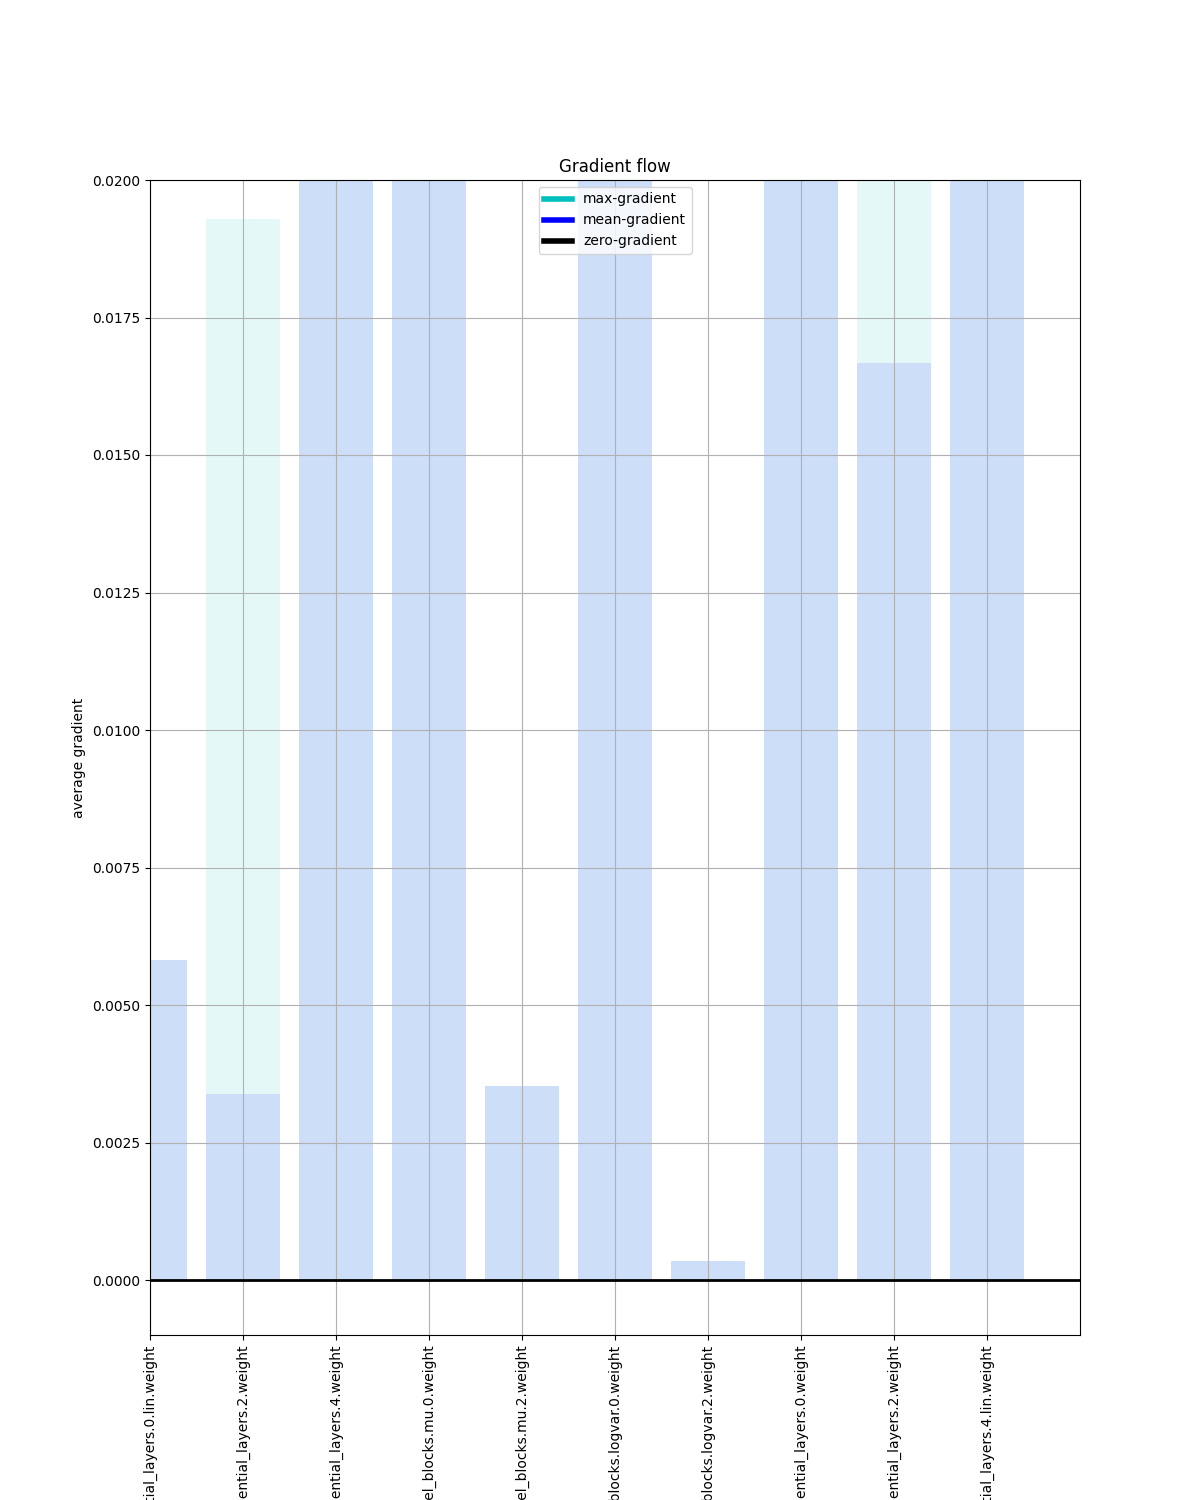 Gradient flow
max-gradient
mean-gradient
zero-gradient
0.0200
0.0175
0.0150
0.0125
0.0100
0.0075
0.0050
0.0025
0.0000
average gradient
tial_layers.0.lin.weight
ential_layers.2.weight
ential_layers.4.weight
el_blocks.mu.0.weight
el_blocks.mu.2.weight
blocks.logvar.0.weight
blocks.logvar.2.weight
ential_layers.0.weight
ential_layers.2.weight
tial_layers.4.lin.weight